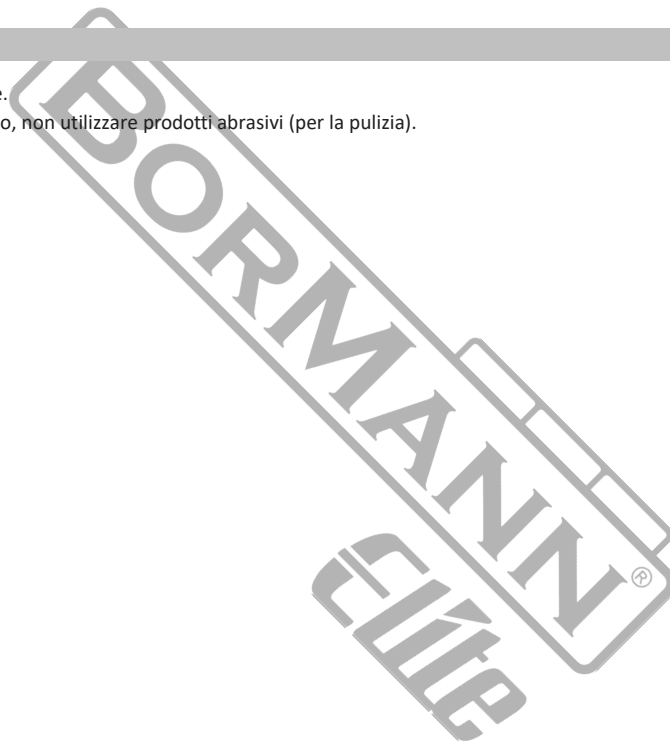 e.
o, non utilizzare prodotti abrasivi (per la pulizia).
BORMANN®
Elite